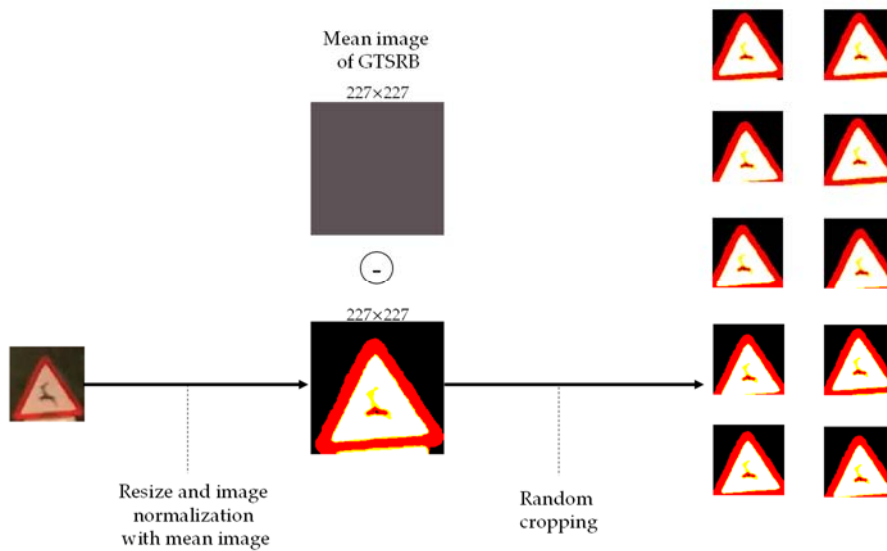 Mean image
of GTSRB
227×227
-
227×227
Resize and image
normalization
with mean image
Random
cropping